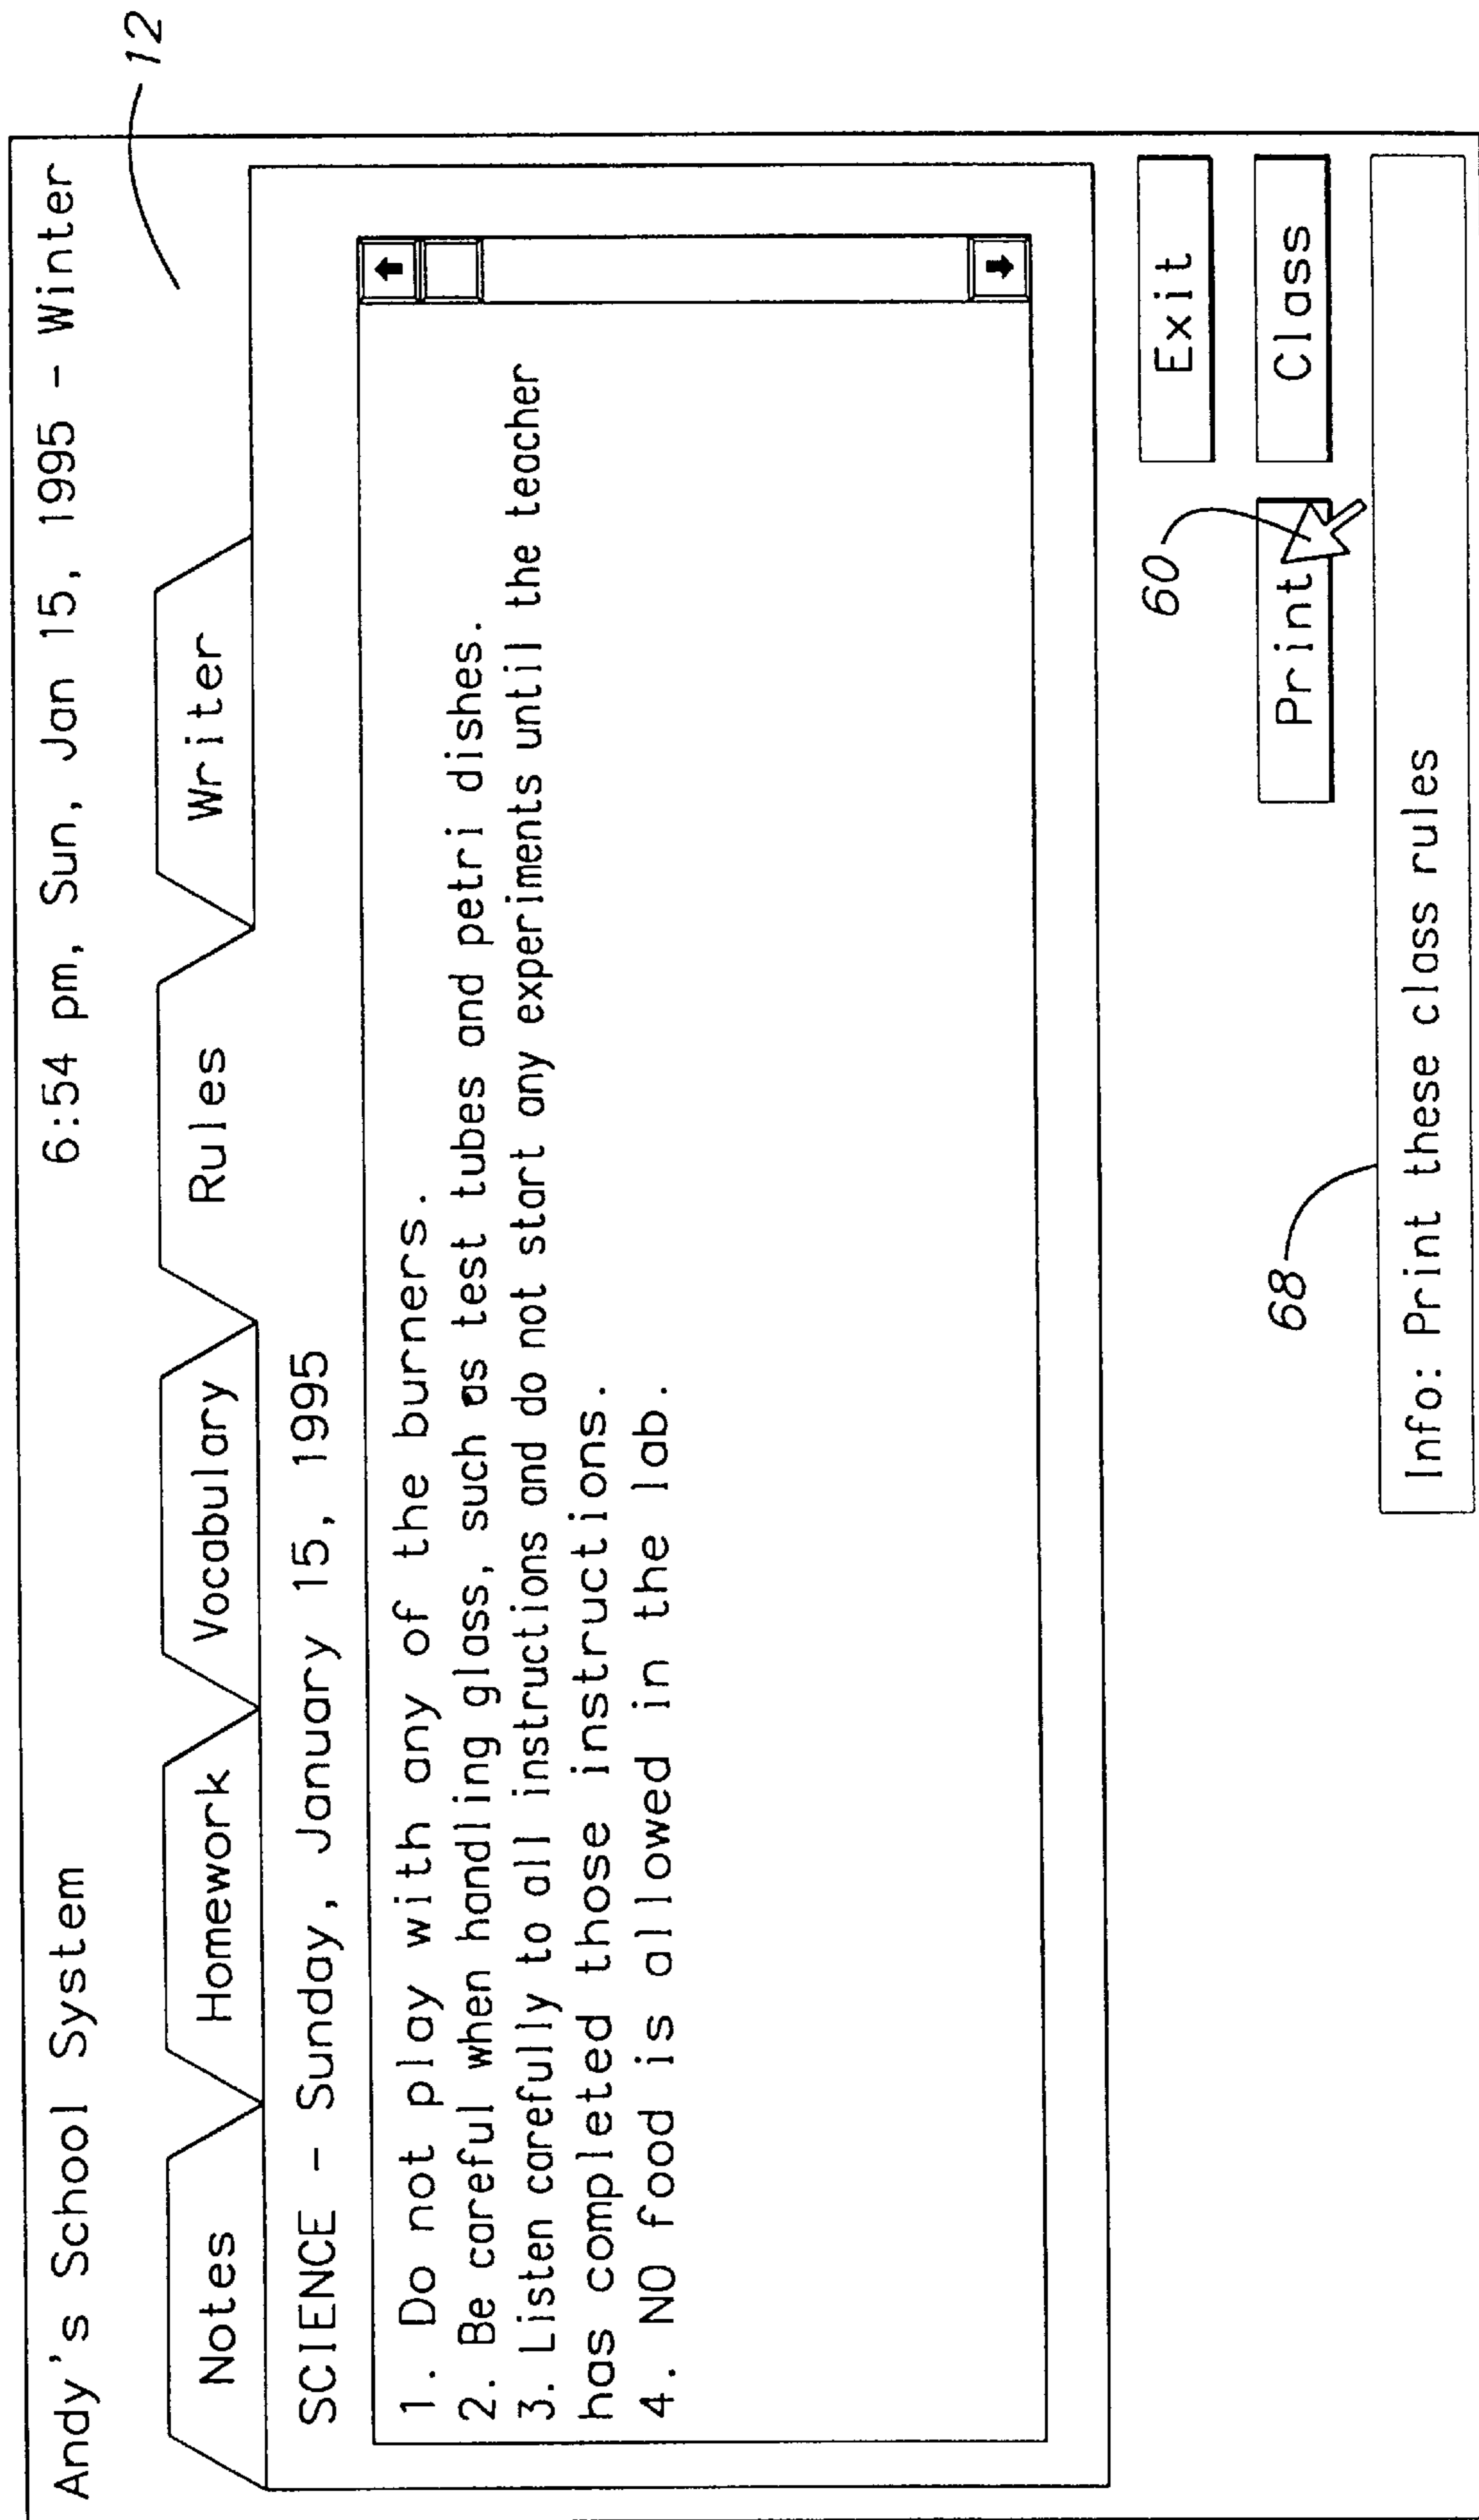 Andy's School System 6:54 pm, Sun, Jan 15, 1995 - Winter
12
Notes Homework Vocabulary Rules Writer
SCIENCE - Sunday, January 15, 1995
1. Do not play with any of the burners.
2. Be careful when handling glass, such as test tubes and petri dishes.
3. Listen carefully to all instructions and do not start any experiments until the teacher
has completed those instructions.
4. NO food is allowed in the lab.
60
Exit
68
Print Class
Info: Print these class rules